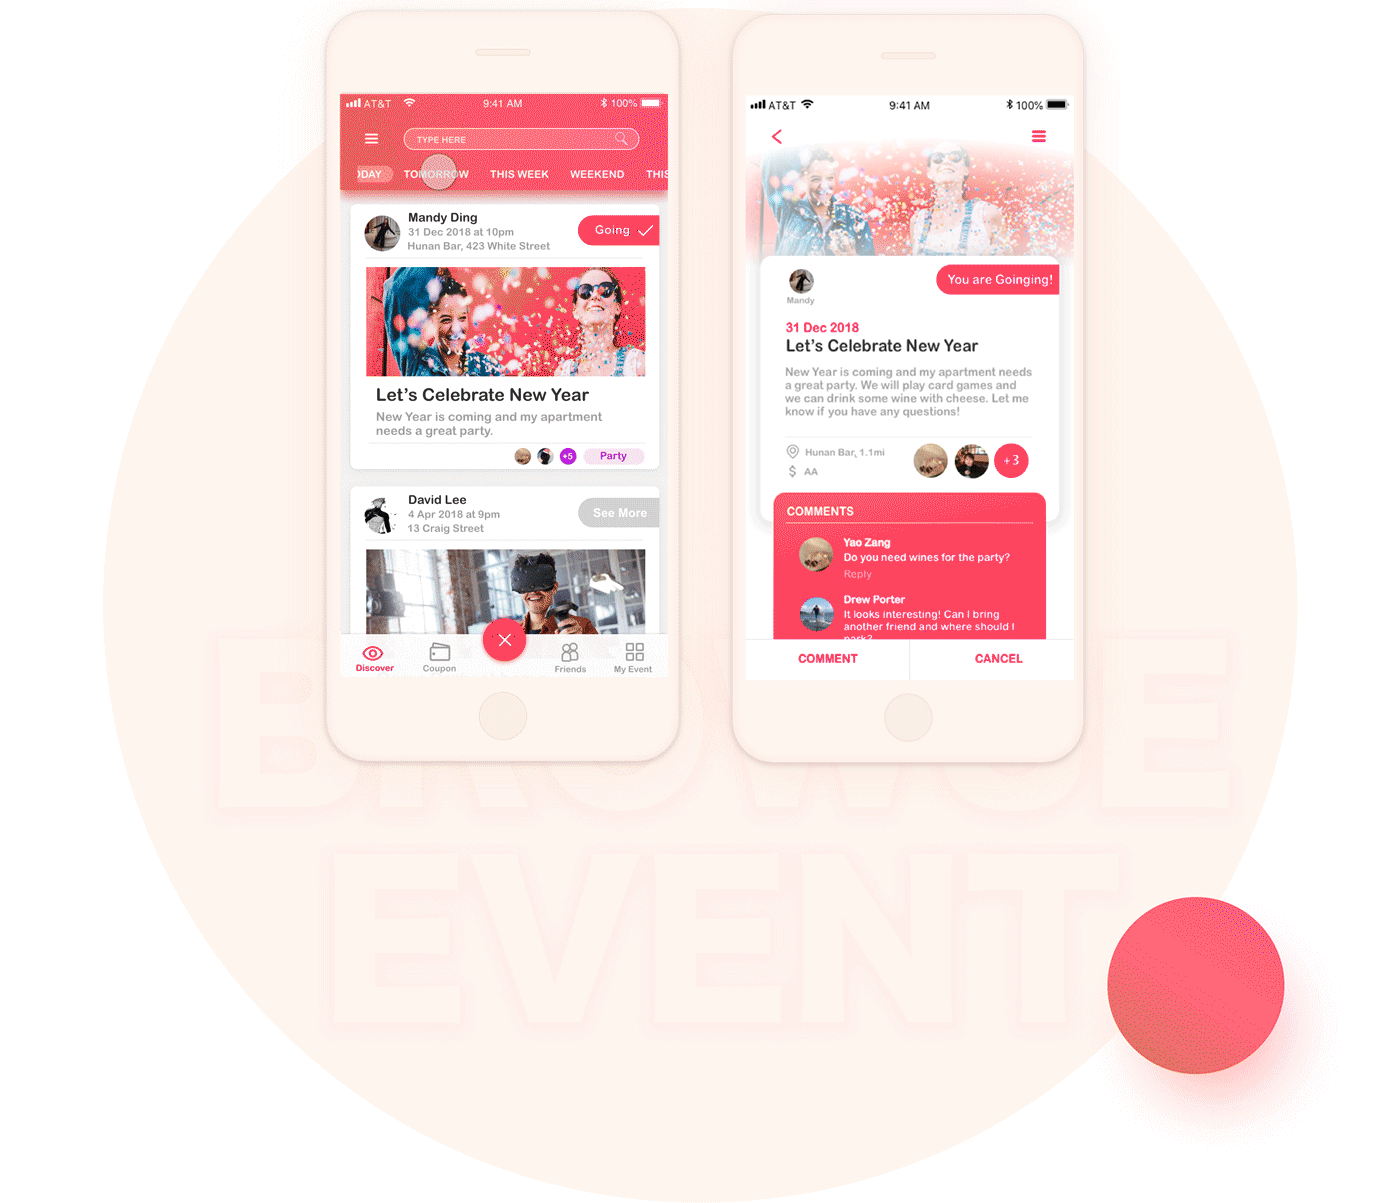 AT&T 9:41 AM 100%
TYPE HERE
ODAY TOMORROW THIS WEEK WEEKEND THIS
Mandy Ding
31 Dec 2018 at 10pm
Hunan Bar, 423 White Street
Going
Let's Celebrate New Year
New Year is coming and my apartment
needs a great party.
+5 Party
David Lee
4 Apr 2018 at 9pm
13 Craig Street
See More
Discover Coupon Friends My Event
AT&T 9:41 AM 100%
Mandy
You are Goinging!
31 Dec 2018
Let's Celebrate New Year
New Year is coming and my apartment needs
a great party. We will play card games and
we can drink some wine with cheese. Let me
know if you have any questions!
Hunan Bar, 1.1mi
$ AA
+3
COMMENTS
Yao Zang
Do you need wines for the party?
Reply
Drew Porter
It looks interesting! Can I bring
another friend and where should I
park?
COMMENT CANCEL
BROWSE
EVENT